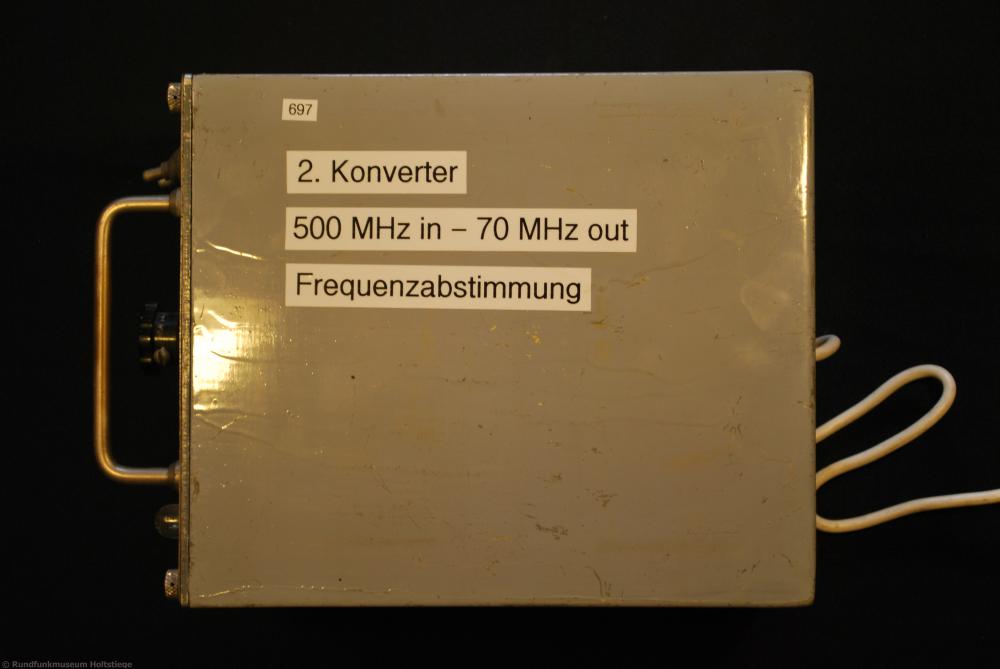 697
2. Konverter
500 MHz in – 70 MHz out
Frequenzabstimmung
© Rundfunkmuseum Holtstiege